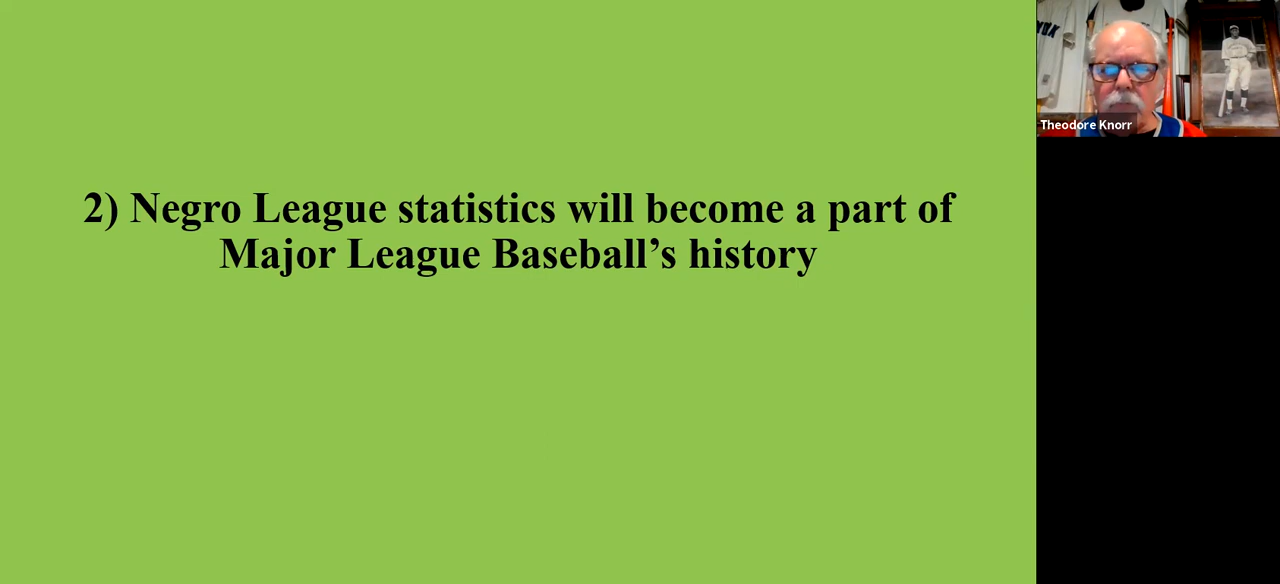 2) Negro League statistics will become a part of
Major League Baseball’s history
Theodore Knorr